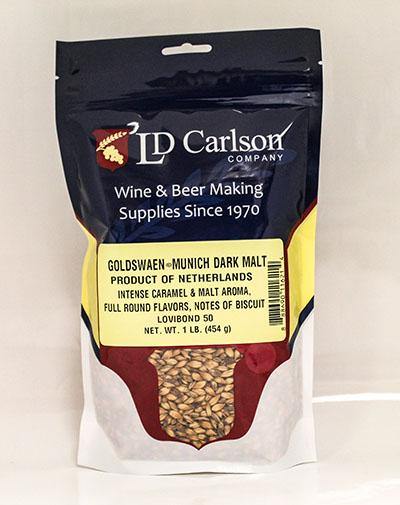 LD Carlson
COMPANY
Wine & Beer Making
Supplies Since 1970
GOLDSWAEN®MUNICH DARK MALT
PRODUCT OF NETHERLANDS
INTENSE CARAMEL & MALT AROMA,
FULL ROUND FLAVORS, NOTES OF BISCUIT
LOVIBOND 50
NET. WT. 1 LB. (454 g)